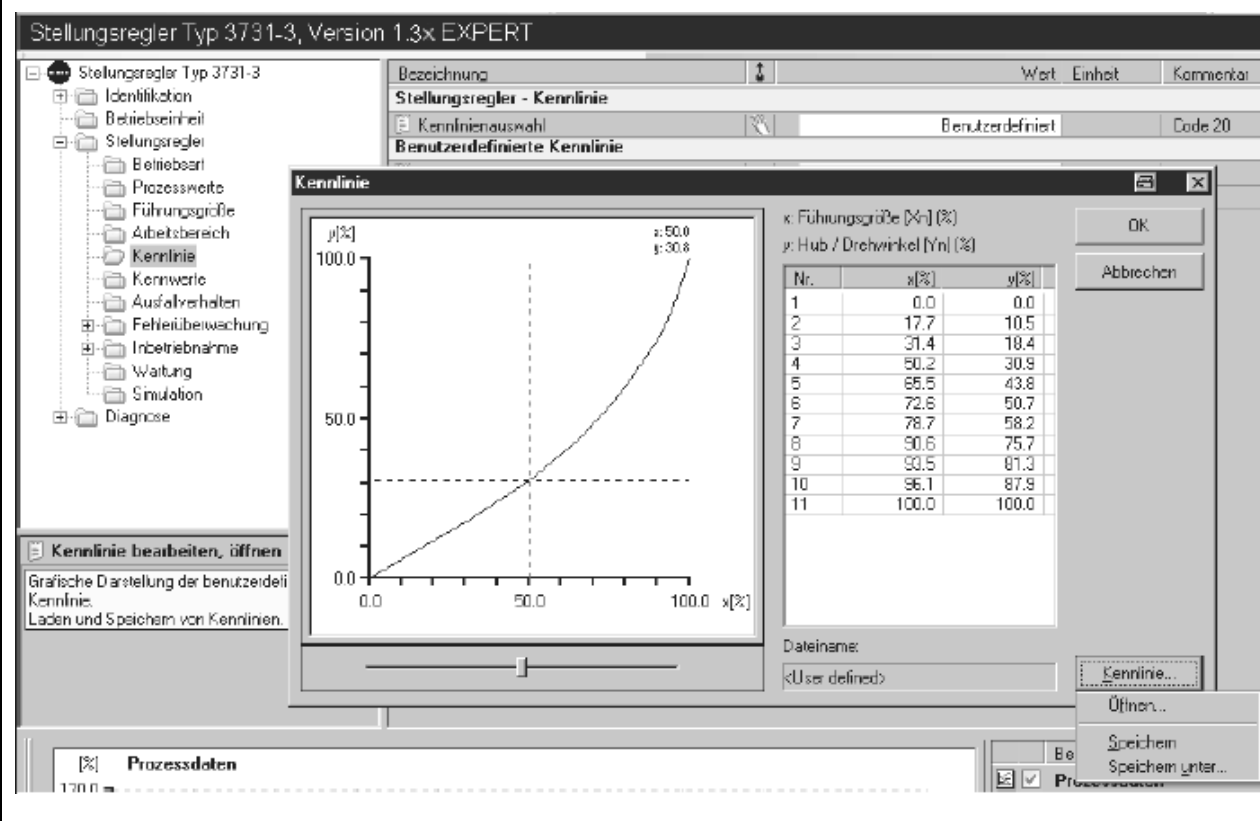 Stellungsregler Typ 3731-3, Version 1.3x EXPERT
Stellungsregler Typ 3731-3
Identifikation
Betriebseinheit
Stellungsregler
Betriebsart
Prozesswerte
Führungsgröße
Arbeitsbereich
Kennlinie
Kennwerte
Ausfallverhalten
Fehlerüberwachung
Inbetriebnahme
Wartung
Simulation
Diagnose
Bezeichnung Wert Einheit Kommentar
Stellungsregler - Kennlinie
Kennlinienauswahl Benutzerdefiniert Code 20
Benutzerdefinierte Kennlinie
Kennlinie
y[%]
x: 50.0
y: 30.8
100.0
50.0
0.0
0.0 50.0 100.0 x[%]
x: Führungsgröße [Xn] (%)
y: Hub / Drehwinkel [Yn] (%)
Nr. x[%] y[%]
1 0.0 0.0
2 17.7 10.5
3 31.4 18.4
4 50.2 30.9
5 65.5 43.8
6 72.6 50.7
7 78.7 58.2
8 90.6 75.7
9 93.5 81.3
10 96.1 87.9
11 100.0 100.0
OK
Abbrechen
Dateiname:
<User defined>
Kennlinie...
Öffnen...
Speichern
Speichern unter...
Kennlinie bearbeiten, öffnen
Grafische Darstellung der benutzerdefi
Kennlinie.
Laden und Speichern von Kennlinien.
[%] Prozessdaten
Be